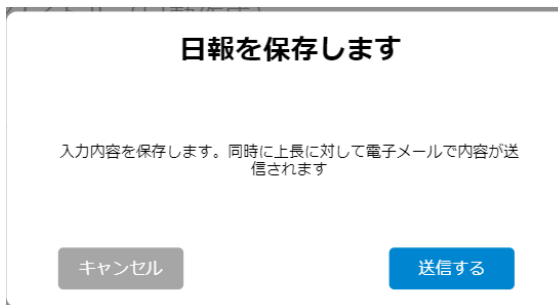 日報を保存します
入力内容を保存します。同時に上長に対して電子メールで内容が送
信されます
キャンセル
送信する